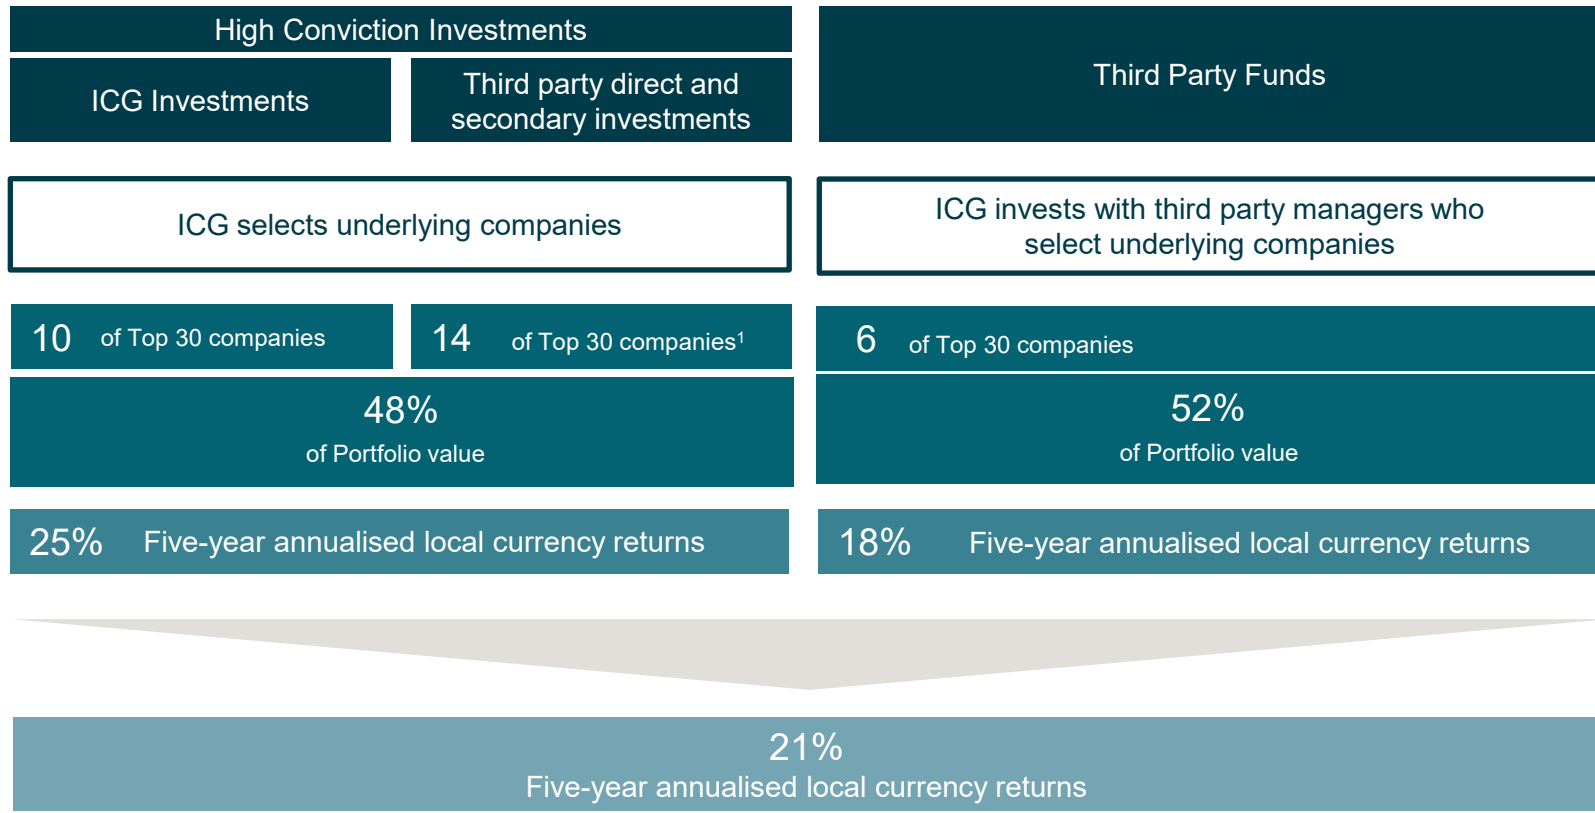 High Conviction Investments
Third Party Funds
ICG Investments
Third party direct and
secondary investments
ICG selects underlying companies
ICG invests with third party managers who
select underlying companies
10 of Top 30 companies
14 of Top 30 companies¹
6 of Top 30 companies
48%
of Portfolio value
52%
of Portfolio value
25% Five-year annualised local currency returns
18% Five-year annualised local currency returns
21%
Five-year annualised local currency returns